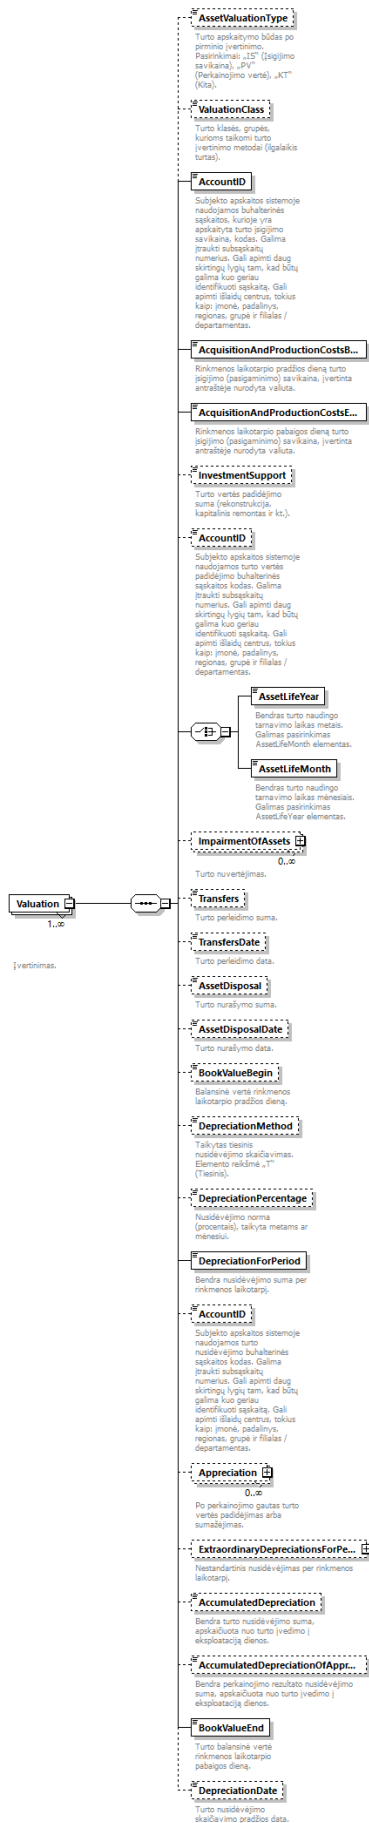 AssetValuationType
Turto apskaitymo būdas po
pirminio įvertinimo.
Pasirinkimai: „IS“ (Įsigijimo
savikaina), „PV“
(Perkainojimo vertė), „KT“
(Kita).
ValuationClass
Turto klasės, grupės,
kurioms taikomi turto
įvertinimo metodai (ilgalaikis
turtas).
AccountID
Subjekto apskaitos sistemoje
naudojamos buhalterinės
sąskaitos, kurioje yra
apskaityta turto įsigijimo
savikaina, kodas. Galima
įtraukti subsąskaitų
numerius. Gali apimti daug
skirtingų lygių tam, kad būtų
galima kuo geriau
identifikuoti sąskaitą. Gali
apimti išlaidų centrus, tokius
kaip: įmonė, padalinys,
regionas, grupė ir filialas /
departamentas.
AcquisitionAndProductionCostsB...
Rinkmenos laikotarpio pradžios dieną turto
įsigijimo (pasigaminimo) savikaina, įvertinta
antraštėje nurodyta valiuta.
AcquisitionAndProductionCostsE...
Rinkmenos laikotarpio pabaigos dieną turto
įsigijimo (pasigaminimo) savikaina, įvertinta
antraštėje nurodyta valiuta.
InvestmentSupport
Turto vertės padidėjimo
suma (rekonstrukcija,
kapitalinis remontas ir kt.).
AccountID
Subjekto apskaitos sistemoje
naudojamos turto vertės
padidėjimo buhalterinės
sąskaitos kodas. Galima
įtraukti subsąskaitų
numerius. Gali apimti daug
skirtingų lygių tam, kad būtų
galima kuo geriau
identifikuoti sąskaitą. Gali
apimti išlaidų centrus, tokius
kaip: įmonė, padalinys,
regionas, grupė ir filialas /
departamentas.
AssetLifeYear
Bendras turto naudingo
tarnavimo laikas metais.
Galimas pasirinkimas
AssetLifeMonth elementas.
AssetLifeMonth
Bendras turto naudingo
tarnavimo laikas mėnesiais.
Galimas pasirinkimas
AssetLifeYear elementas.
ImpairmentOfAssets
0..∞
Turto nuvertėjimas.
Valuation
1..∞
Įvertinimas.
Transfers
Turto perleidimo suma.
TransfersDate
Turto perleidimo data.
AssetDisposal
Turto nurašymo suma.
AssetDisposalDate
Turto nurašymo data.
BookValueBegin
Balansinė vertė rinkmenos
laikotarpio pradžios dieną.
DepreciationMethod
Taikytas tiesinis
nusidėvėjimo skaičiavimas.
Elemento reikšmė „T“
(Tiesinis).
DepreciationPercentage
Nusidėvėjimo norma
(procentais), taikyta metams ar
mėnesiui.
DepreciationForPeriod
Bendra nusidėvėjimo suma per
rinkmenos laikotarpį.
AccountID
Subjekto apskaitos sistemoje
naudojamos turto
nusidėvėjimo buhalterinės
sąskaitos kodas. Galima
įtraukti subsąskaitų
numerius. Gali apimti daug
skirtingų lygių tam, kad būtų
galima kuo geriau
identifikuoti sąskaitą. Gali
apimti išlaidų centrus, tokius
kaip: įmonė, padalinys,
regionas, grupė ir filialas /
departamentas.
Appreciation
0..∞
Po perkainojimo gautas turto
vertės padidėjimas arba
sumažėjimas.
ExtraordinaryDepreciationsForPe...
Nestandartinis nusidėvėjimas per rinkmenos
laikotarpį.
AccumulatedDepreciation
Bendra turto nusidėvėjimo suma,
apskaičiuota nuo turto įvedimo į
eksploataciją dienos.
AccumulatedDepreciationOfAppr...
Bendra perkainojimo rezultato nusidėvėjimo
suma, apskaičiuota nuo turto įvedimo į
eksploataciją dienos.
BookValueEnd
Turto balansinė vertė
rinkmenos laikotarpio
pabaigos dieną.
DepreciationDate
Turto nusidėvėjimo
skaičiavimo pradžios data.